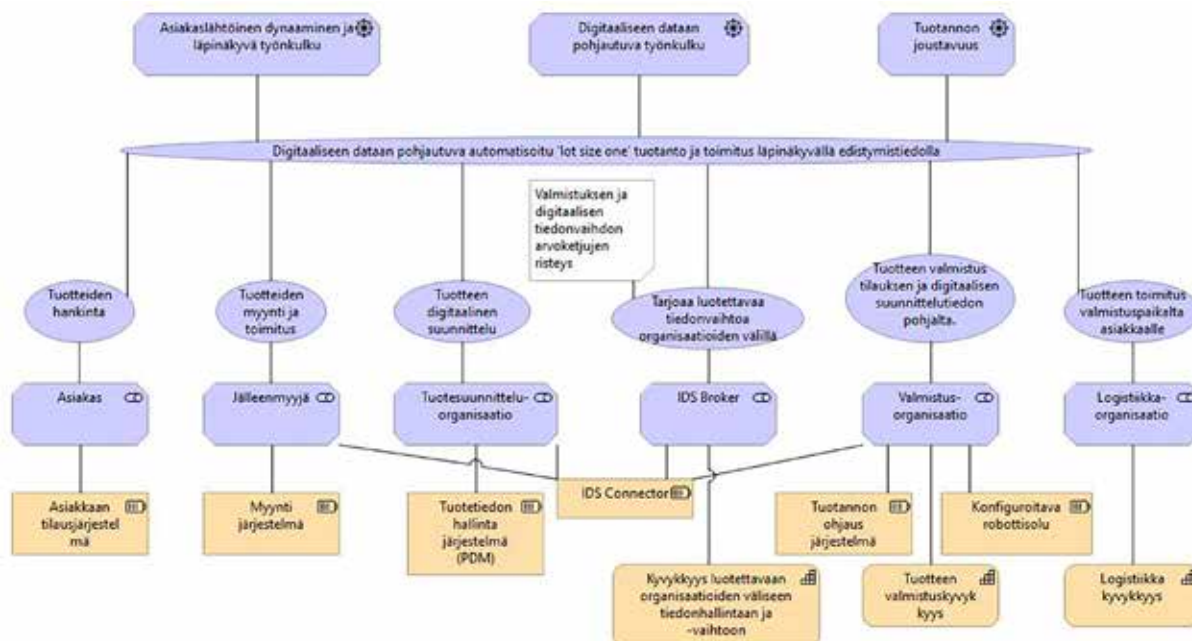 Asiakaslähtöinen dynaaminen ja
läpinäkyvä työnkulku
Digitaaliseen dataan
pohjautuva työnkulku
Tuotannon
joustavuus
Digitaaliseen dataan pohjautuva automatisoitu 'lot size one' tuotanto ja toimitus läpinäkyvällä edistymistiedolla
Valmistuksen ja
digitaalisen
tiedonvaihdon
arvoketjujen
risteys
Tuotteiden
hankinta
Tuotteiden
myynti ja
toimitus
Tuotteen
digitaalinen
suunnittelu
Tarjoaa luotettavaa
tiedonvaihtoa
organisaatioiden välillä
Tuotteen valmistus
tilauksen ja digitaalisen
suunnittelutiedon
pohjalta.
Tuotteen toimitus
valmistuspaikalta
asiakkaalle
Asiakas
Jälleenmyyjä
Tuotesuunnittelu-
organisaatio
IDS Broker
Valmistus-
organisaatio
Logistiikka-
organisaatio
Asiakkaan
tilausjärjestel
mä
Myynti
järjestelmä
Tuotetiedon
hallinta
järjestelmä
(PDM)
IDS Connector
Tuotannon
ohjaus
järjestelmä
Konfiguroitava
robottisolu
Kyvykkyys luotettavaan
organisaatioiden väliseen
tiedonhallintaan ja
-vaihtoon
Tuotteen
valmistuskyvyk
kyys
Logistiikka
kyvykkyys